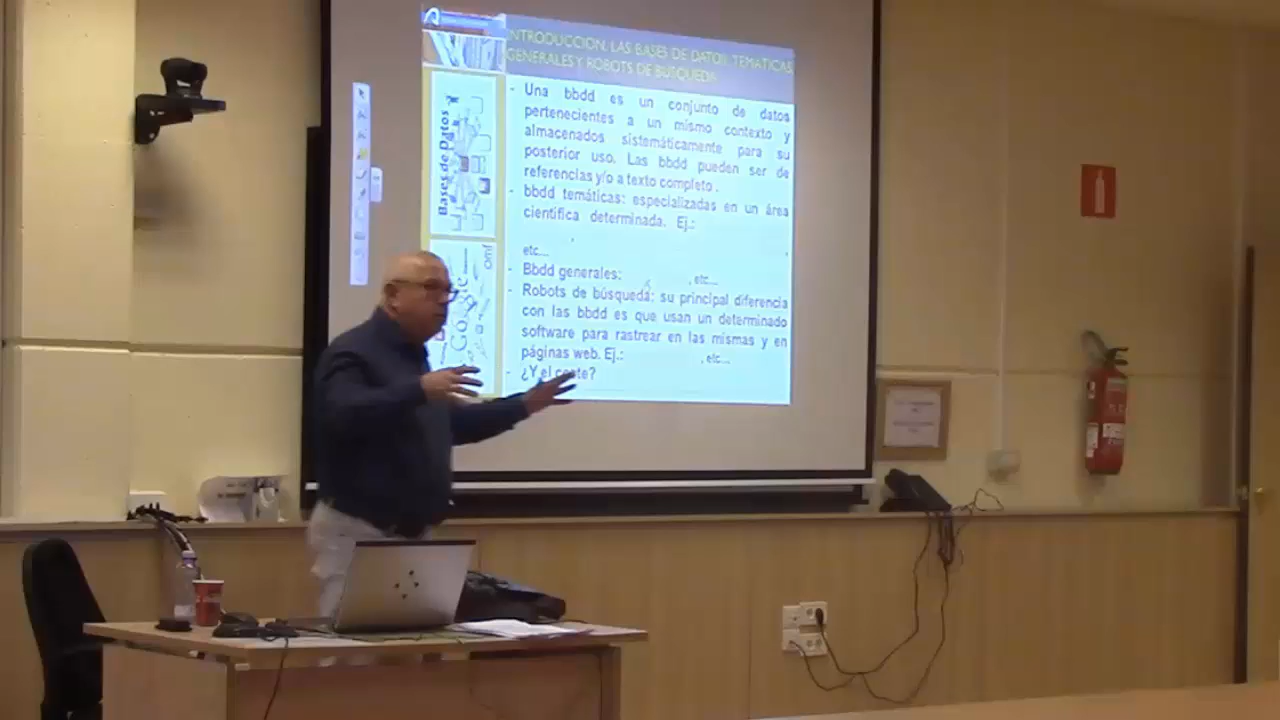 INTRODUCCION. LAS BASES DE DATOS TEMATICAS,
GENERALES Y ROBOTS DE BUSQUEDA
- Una bbdd es un conjunto de datos
pertenecientes a un mismo contexto y
almacenados sistemáticamente para su
posterior uso. Las bbdd pueden ser de
referencias y/o a texto completo .
- bbdd temáticas: especializadas en un área
científica determinada. Ej.:
etc...
- Bbdd generales: , etc...
- Robots de búsqueda: su principal diferencia
con las bbdd es que usan un determinado
software para rastrear en las mismas y en
páginas web. Ej.: , etc...
- ¿Y el coste?
Bases de Datos